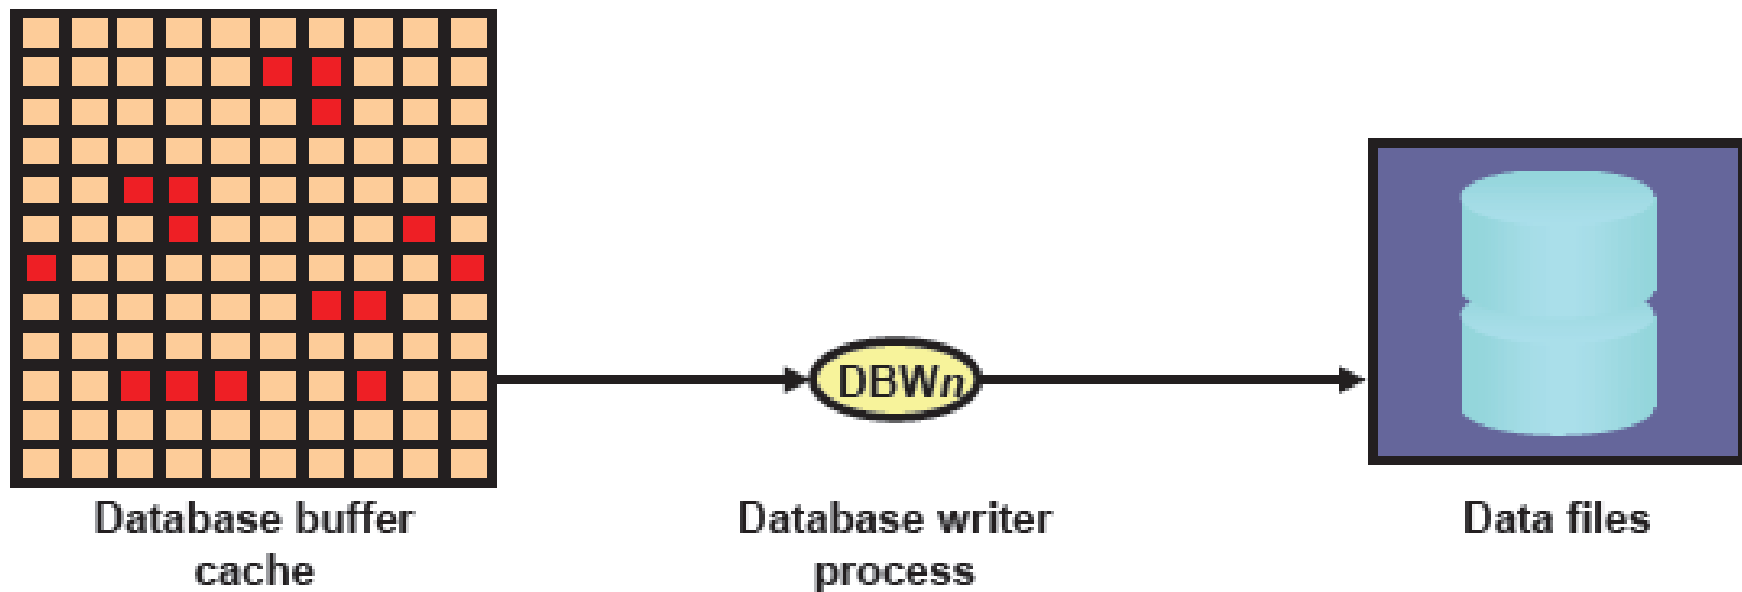 DBWn
Database buffer
cache
Database writer
process
Data files